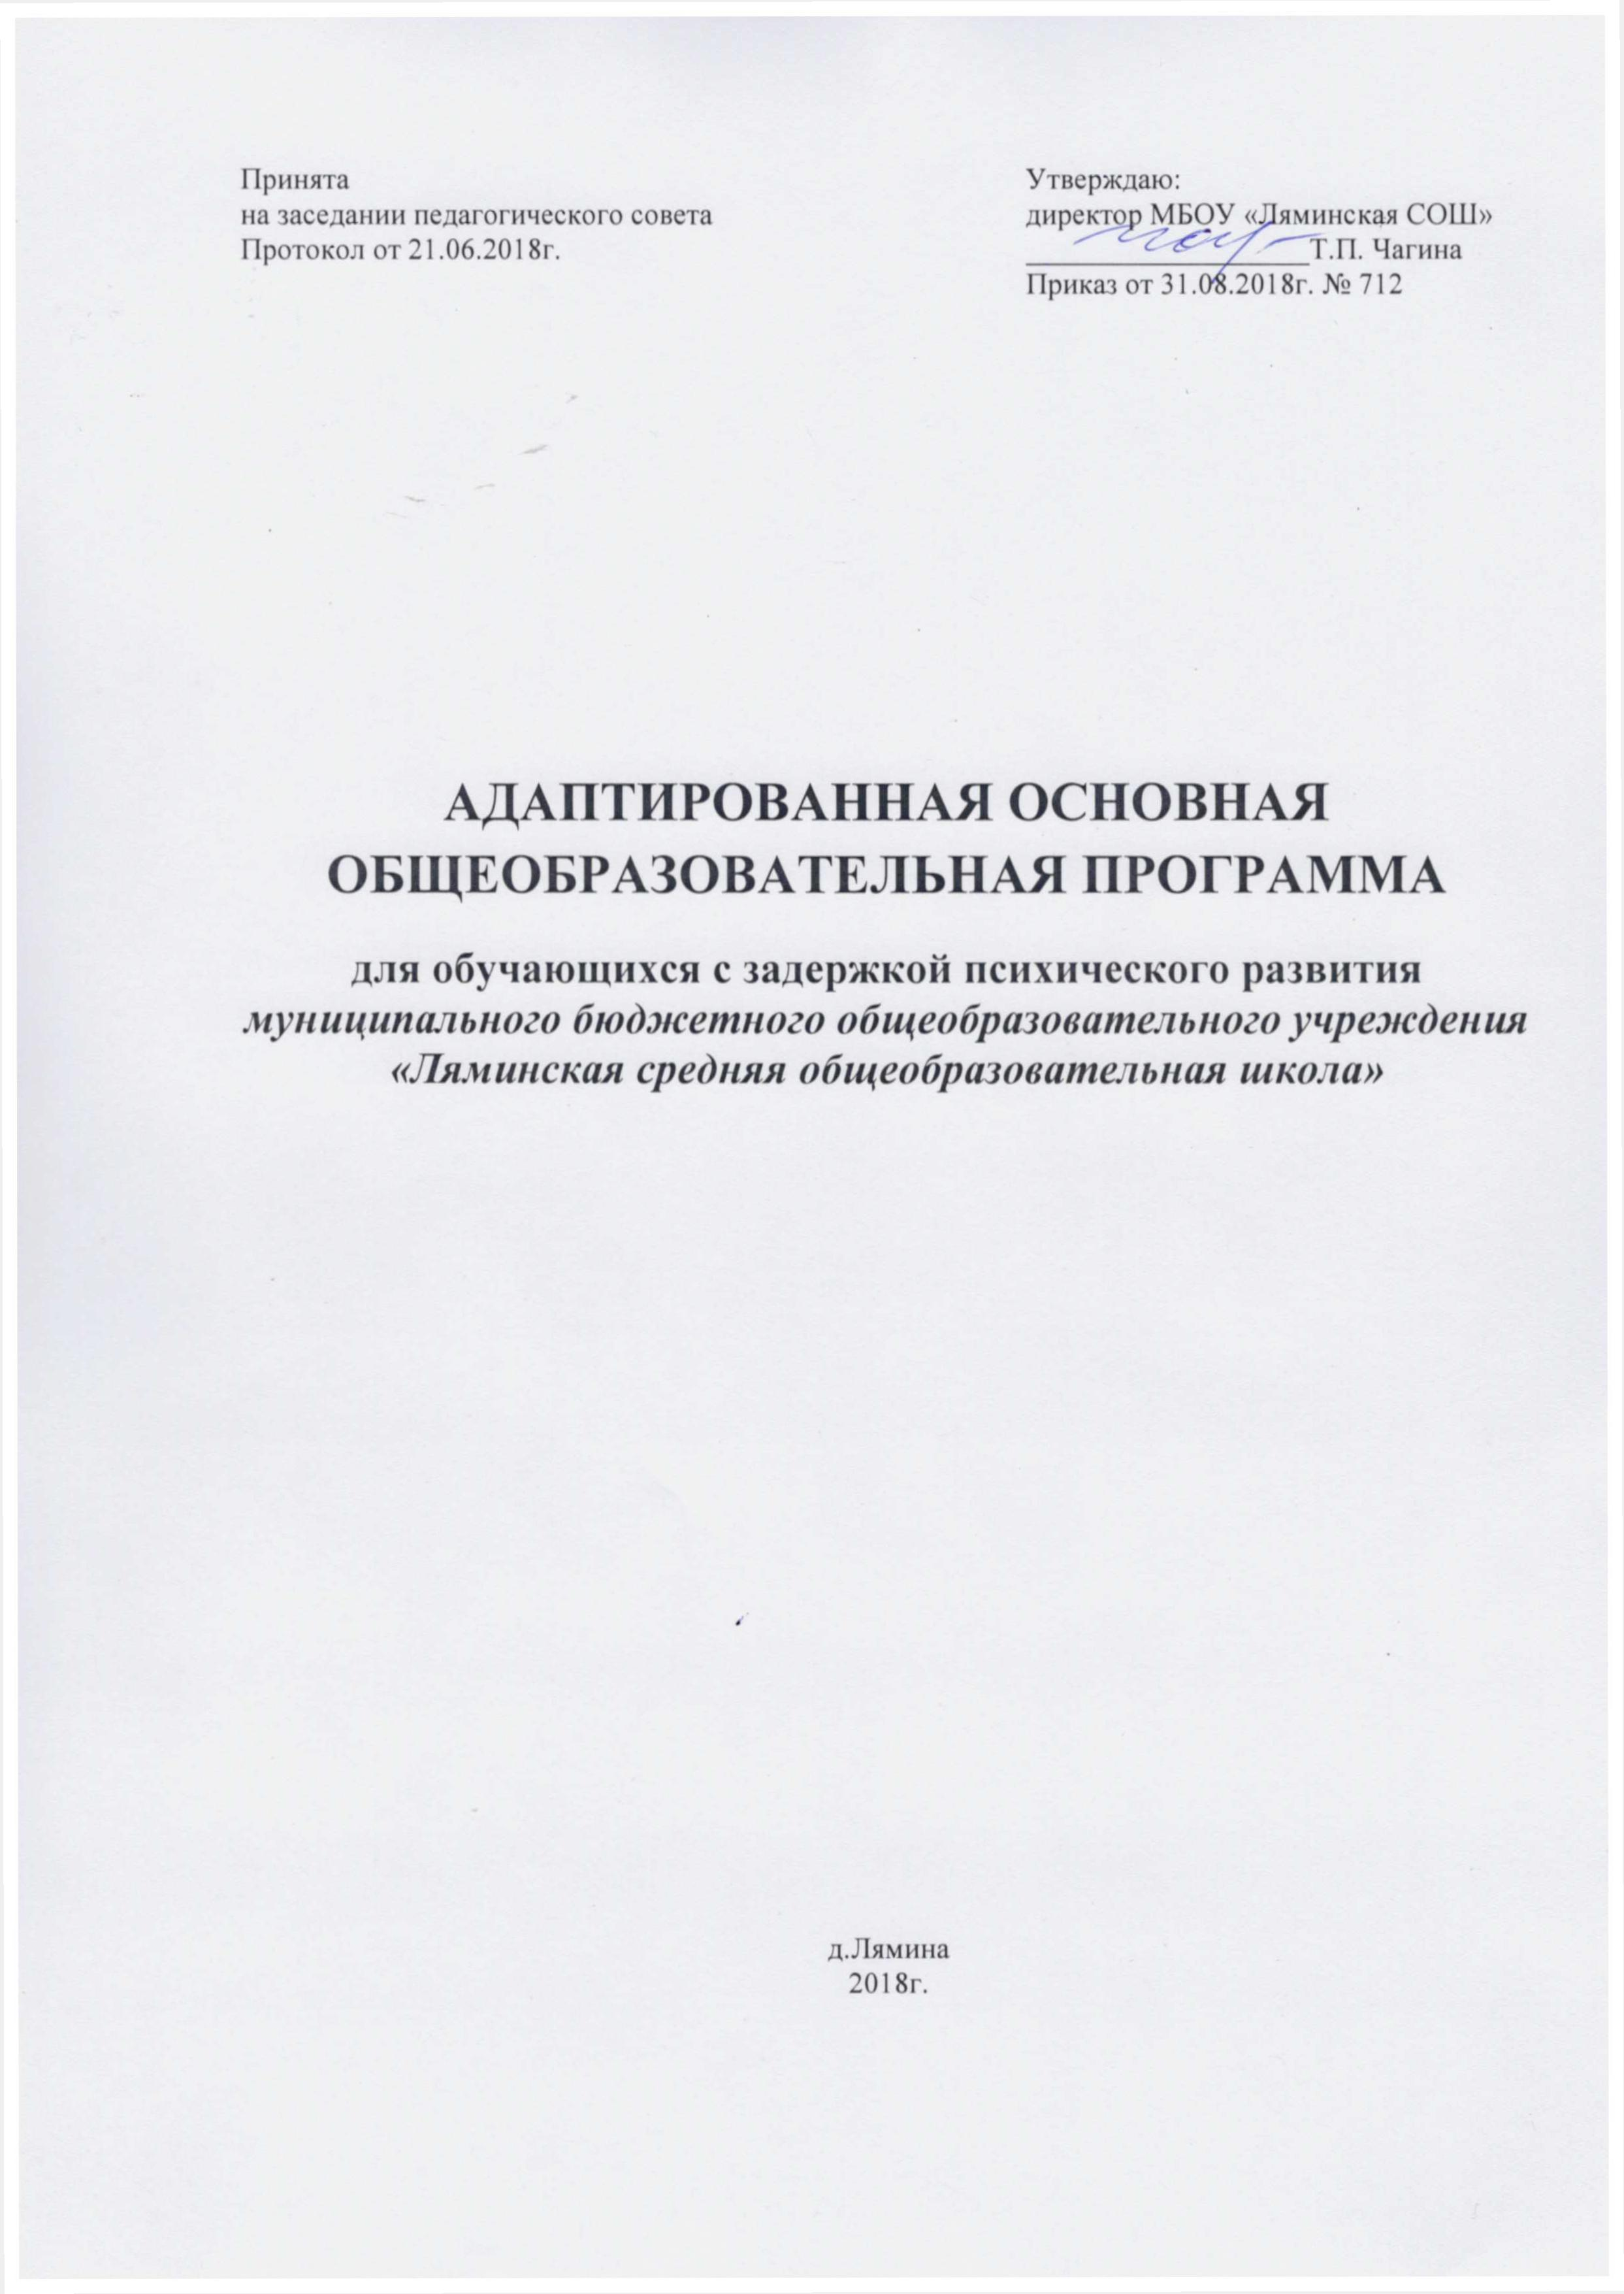 Принята
на заседании педагогического совета
Протокол от 21.06.2018г.
Утверждаю:
директор МБОУ «Ляминская СОШ»
____________________Т.П. Чагина
Приказ от 31.08.2018г. № 712
АДАПТИРОВАННАЯ ОСНОВНАЯ
ОБЩЕОБРАЗОВАТЕЛЬНАЯ ПРОГРАММА
для обучающихся с задержкой психического развития
муниципального бюджетного общеобразовательного учреждения
«Ляминская средняя общеобразовательная школа»
д.Лямина
2018г.